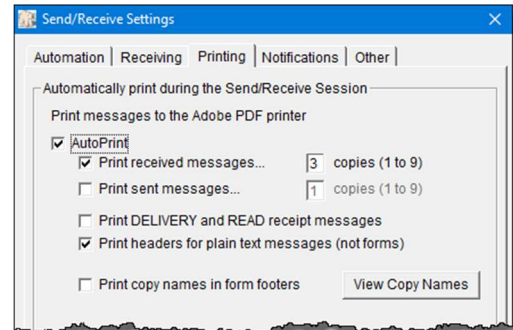 Send/Receive Settings
Automation Receiving Printing Notifications Other
Automatically print during the Send/Receive Session
Print messages to the Adobe PDF printer
AutoPrint
Print received messages... 3 copies (1 to 9)
Print sent messages... 1 copies (1 to 9)
Print DELIVERY and READ receipt messages
Print headers for plain text messages (not forms)
Print copy names in form footers View Copy Names